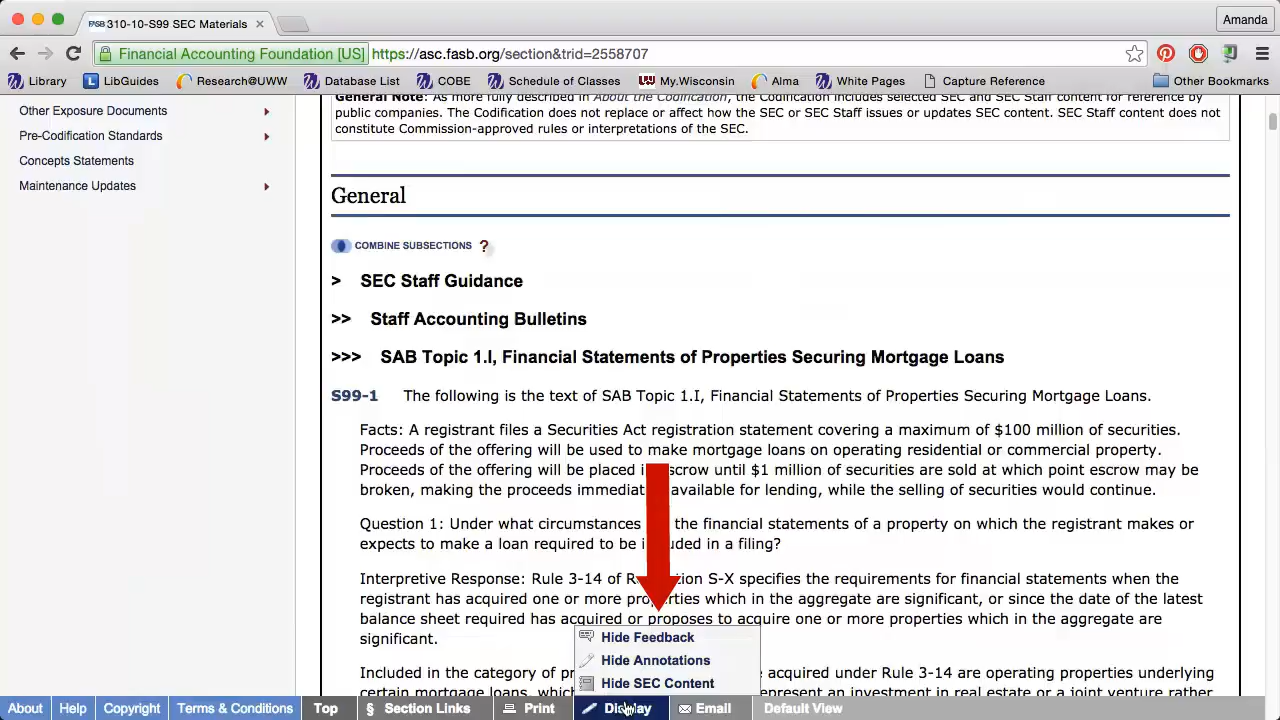 FASB 310-10-S99 SEC Materials
Amanda
Financial Accounting Foundation [US] https://asc.fasb.org/section&trid=2558707
Library LibGuides Research@UWW Database List COBE Schedule of Classes My.Wisconsin Alma White Pages Capture Reference Other Bookmarks
Other Exposure Documents
Pre-Codification Standards
Concepts Statements
Maintenance Updates
General Note: As more fully described in About the Codification, the Codification includes selected SEC and SEC Staff content for reference by
public companies. The Codification does not replace or affect how the SEC or SEC Staff issues or updates SEC content. SEC Staff content does not
constitute Commission-approved rules or interpretations of the SEC.
General
COMBINE SUBSECTIONS ?
> SEC Staff Guidance
>> Staff Accounting Bulletins
>>> SAB Topic 1.I, Financial Statements of Properties Securing Mortgage Loans
S99-1 The following is the text of SAB Topic 1.I, Financial Statements of Properties Securing Mortgage Loans.
Facts: A registrant files a Securities Act registration statement covering a maximum of $100 million of securities.
Proceeds of the offering will be used to make mortgage loans on operating residential or commercial property.
Proceeds of the offering will be placed escrow until $1 million of securities are sold at which point escrow may be
broken, making the proceeds available for lending, while the selling of securities would continue.
Question 1: Under what circumstances the financial statements of a property on which the registrant makes or
expects to make a loan required to be in a filing?
Interpretive Response: Rule 3-14 of S-X specifies the requirements for financial statements when the
registrant has acquired one or more properties which in the aggregate are significant, or since the date of the latest
balance sheet required has acquired or proposes to acquire one or more properties which in the aggregate are
significant.
Included in the category of acquired under Rule 3-14 are operating properties underlying
certain mortgage loans, an investment in real estate or a joint venture rather
Hide Feedback
Hide Annotations
Hide SEC Content
About Help Copyright Terms & Conditions Top § Section Links Print Display Email Default View